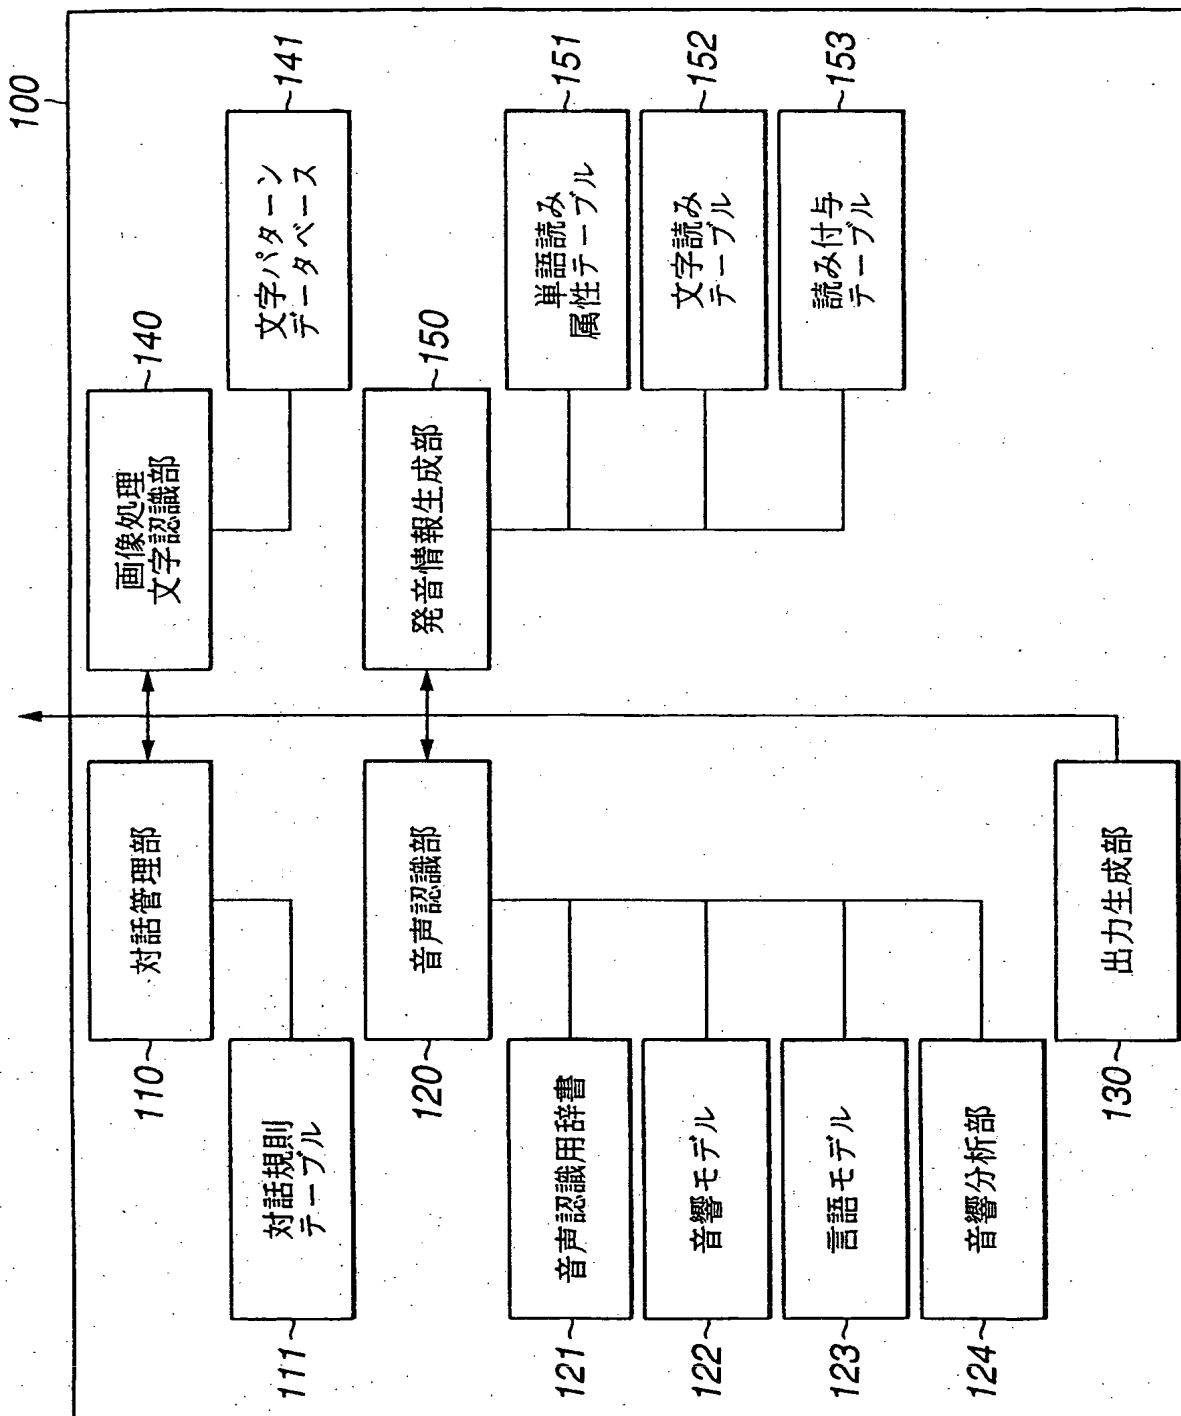 100
110
対話管理部
111
対話規則
テーブル
120
音声認識部
121
音声認識用辞書
122
音響モデル
123
言語モデル
124
音響分析部
130
出力生成部
140
画像処理
文字認識部
141
文字パターン
データベース
150
発音情報生成部
151
単語読み
属性テーブル
152
文字読み
テーブル
153
読み付与
テーブル